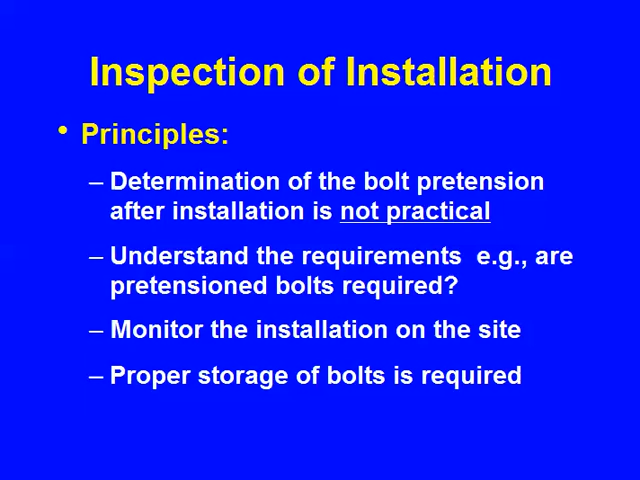 Inspection of Installation
• Principles:
– Determination of the bolt pretension
after installation is not practical
– Understand the requirements e.g., are
pretensioned bolts required?
– Monitor the installation on the site
– Proper storage of bolts is required